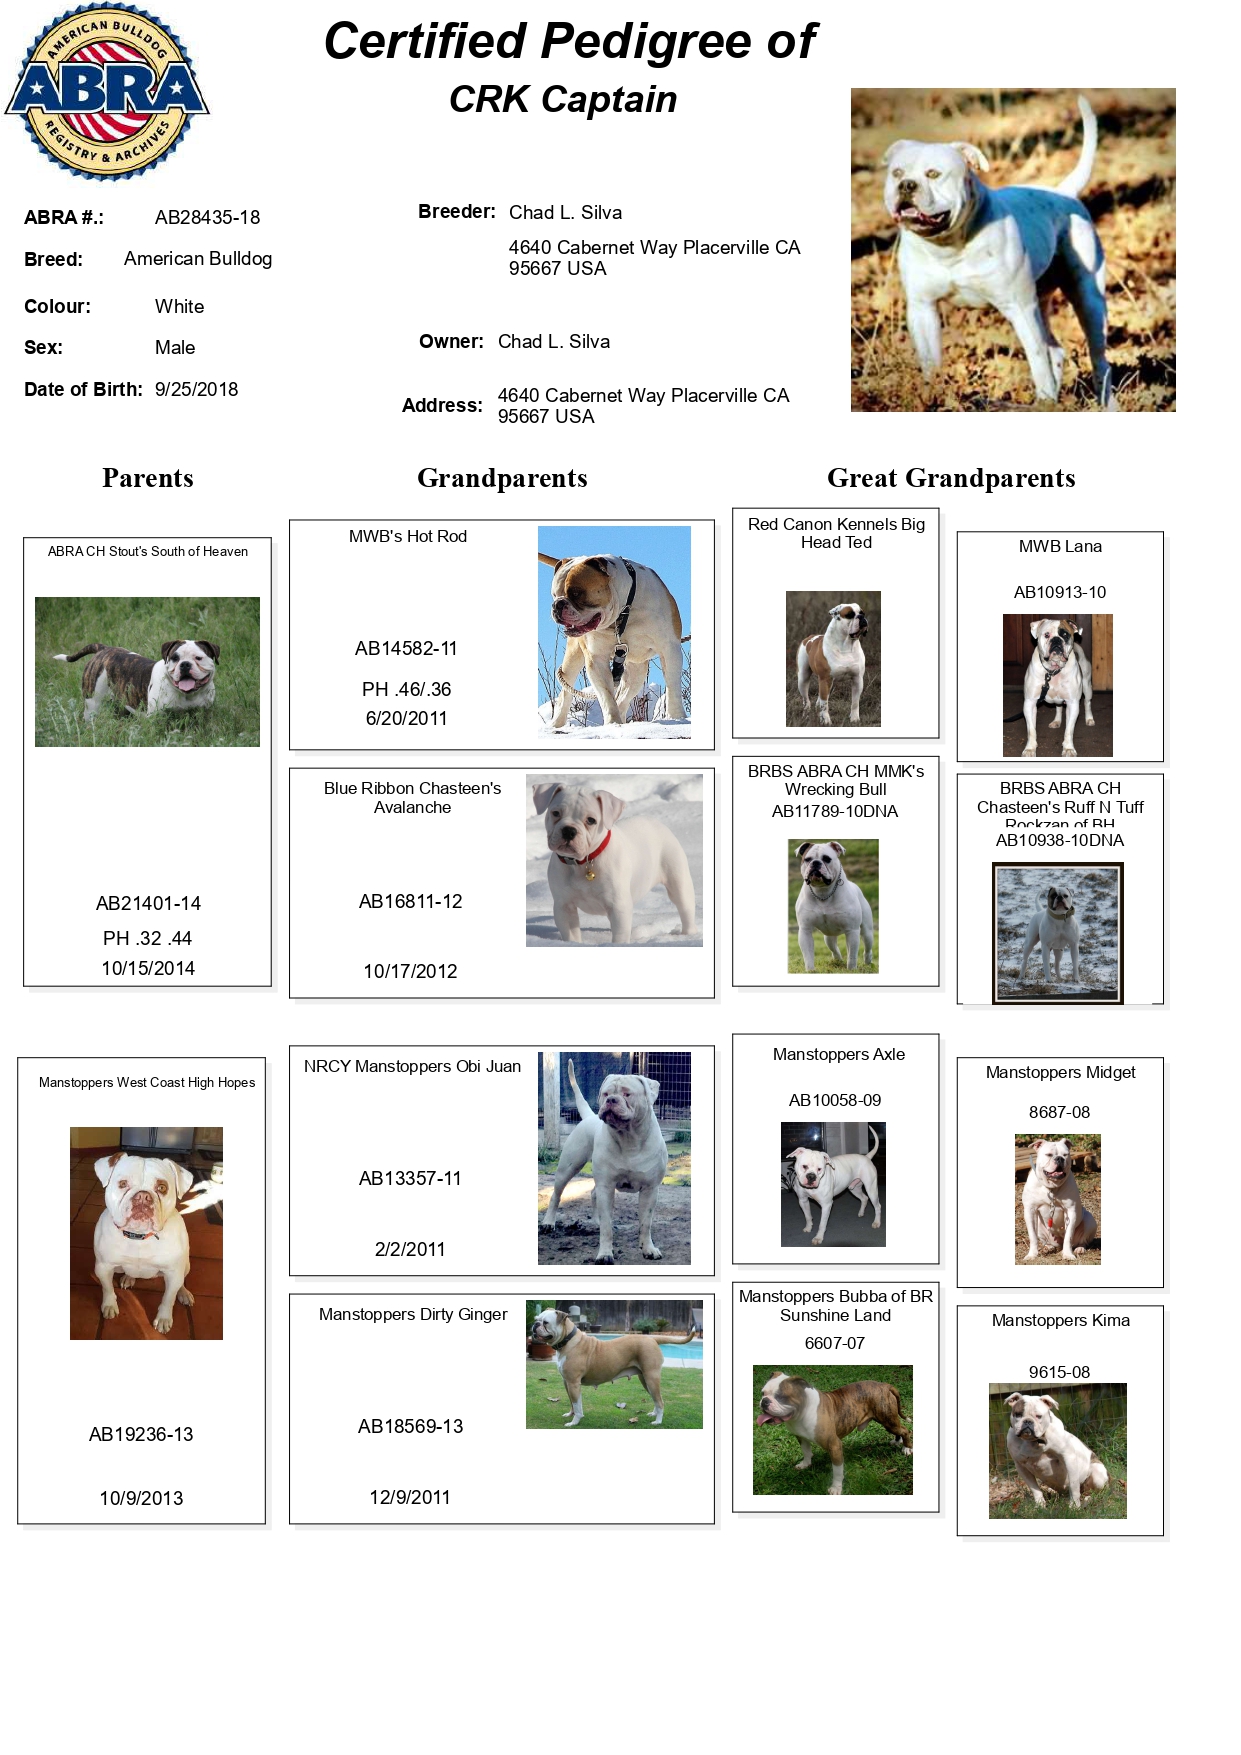 AMERICAN BULLDOG
ABRA
REGISTRY & ARCHIVES
Certified Pedigree of
CRK Captain
ABRA #.: AB28435-18
Breed: American Bulldog
Colour: White
Sex: Male
Date of Birth: 9/25/2018
Breeder: Chad L. Silva
4640 Cabernet Way Placerville CA
95667 USA
Owner: Chad L. Silva
Address: 4640 Cabernet Way Placerville CA
95667 USA
Parents
Grandparents
Great Grandparents
ABRA CH Stout's South of Heaven
AB21401-14
PH .32 .44
10/15/2014
MWB's Hot Rod
AB14582-11
PH .46/.36
6/20/2011
Blue Ribbon Chasteen's
Avalanche
AB16811-12
10/17/2012
Red Canon Kennels Big
Head Ted
MWB Lana
AB10913-10
BRBS ABRA CH MMK's
Wrecking Bull
AB11789-10DNA
BRBS ABRA CH
Chasteen's Ruff N Tuff
Rockzan of BH
AB10938-10DNA
Manstoppers West Coast High Hopes
AB19236-13
10/9/2013
NRCY Manstoppers Obi Juan
AB13357-11
2/2/2011
Manstoppers Dirty Ginger
AB18569-13
12/9/2011
Manstoppers Axle
AB10058-09
Manstoppers Midget
8687-08
Manstoppers Bubba of BR
Sunshine Land
6607-07
Manstoppers Kima
9615-08